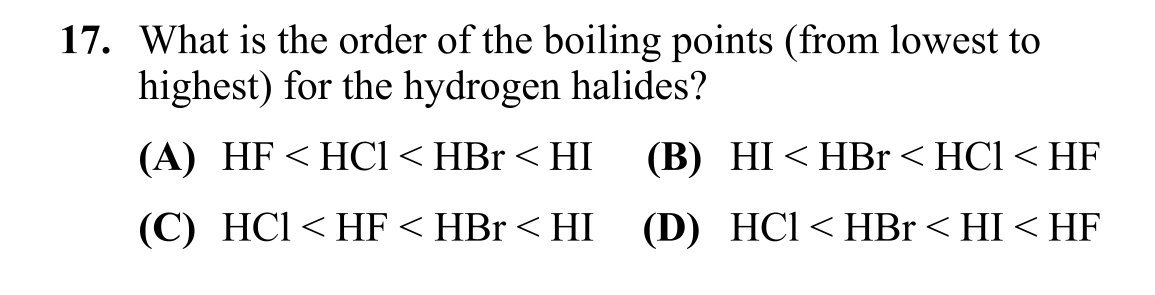 17. What is the order of the boiling points (from lowest to
highest) for the hydrogen halides?
(A) HF < HCl < HBr < HI (B) HI < HBr < HCl < HF
(C) HCl < HF < HBr < HI (D) HCl < HBr < HI < HF